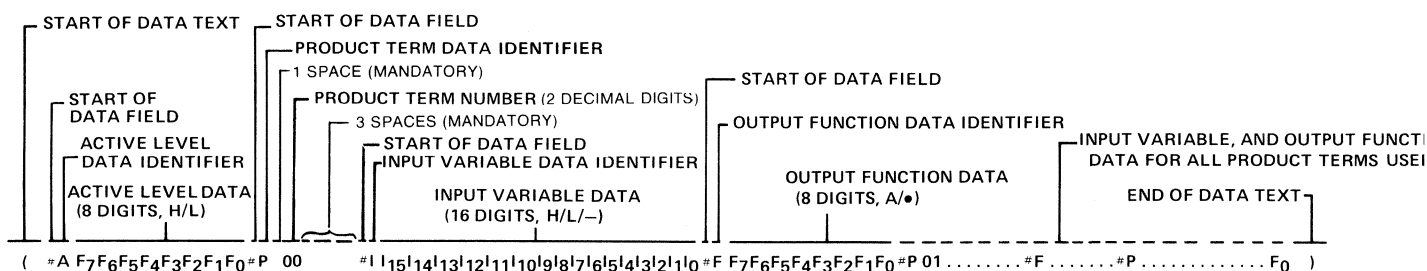 START OF DATA TEXT
START OF DATA FIELD
PRODUCT TERM DATA IDENTIFIER
1 SPACE (MANDATORY)
START OF DATA FIELD
START OF
DATA FIELD
PRODUCT TERM NUMBER (2 DECIMAL DIGITS)
3 SPACES (MANDATORY)
OUTPUT FUNCTION DATA IDENTIFIER
ACTIVE LEVEL
DATA IDENTIFIER
START OF DATA FIELD
INPUT VARIABLE DATA IDENTIFIER
INPUT VARIABLE, AND OUTPUT
DATA FOR ALL PRODUCT TERMS
ACTIVE LEVEL DATA
(8 DIGITS, H/L)
INPUT VARIABLE DATA
(16 DIGITS, H/L/—)
OUTPUT FUNCTION DATA
(8 DIGITS, A/●)
END OF DATA TEXT
( *A F7F6F5F4F3F2F1F0*P 00 *I I15I14I13I12I11I10I9I8I7I6I5I4I3I2I1I0 *F F7F6F5F4F3F2F1F0*P 01 . . . . . . . . *F . . . . . . . *P . . . . . . . . . . . . . F0 )